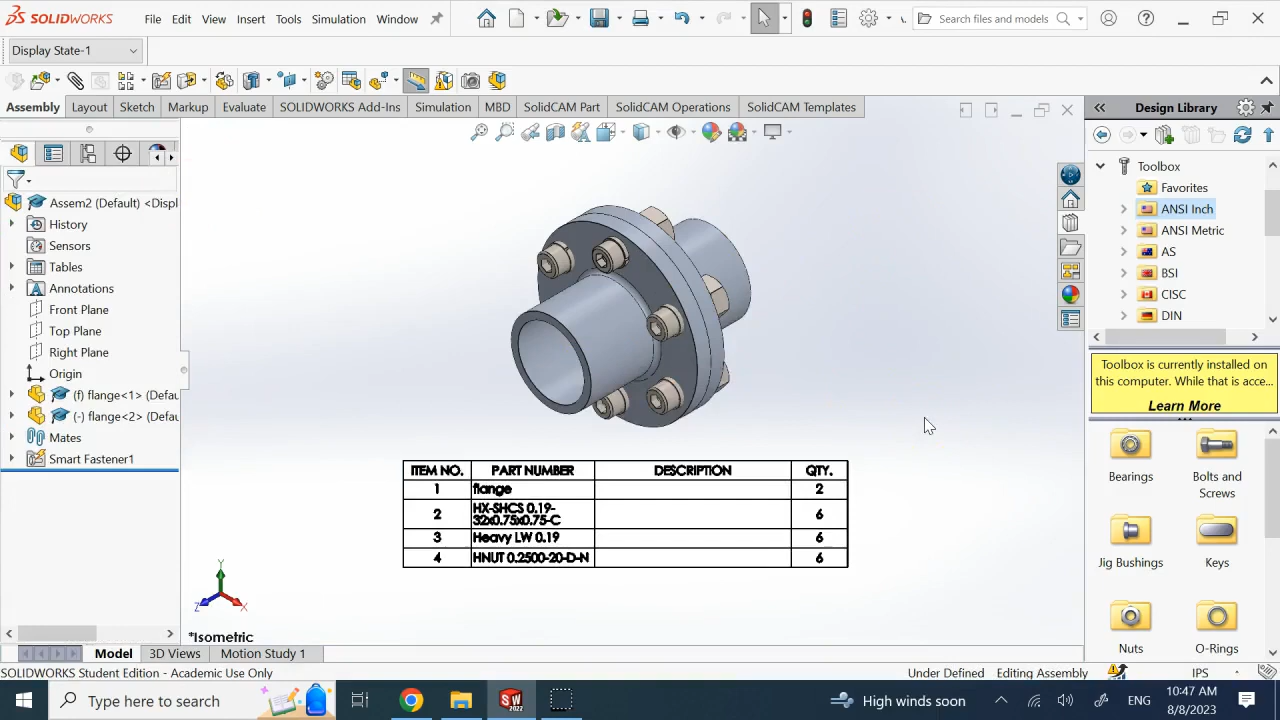 SOLIDWORKS File Edit View Insert Tools Simulation Window Search files and models
Display State-1
Assembly Layout Sketch Markup Evaluate SOLIDWORKS Add-Ins Simulation MBD SolidCAM Part SolidCAM Operations SolidCAM Templates
Design Library
Toolbox
Favorites
ANSI Inch
ANSI Metric
AS
BSI
CISC
DIN
Toolbox is currently installed on
this computer. While that is acce...
Learn More
Bearings
Bolts and
Screws
Jig Bushings
Keys
Nuts
O-Rings
Assem2 (Default) <Displ
History
Sensors
Tables
Annotations
Front Plane
Top Plane
Right Plane
Origin
(f) flange<1> (Defau
(-) flange<2> (Defau
Mates
Smart Fastener1
ITEM NO. PART NUMBER DESCRIPTION QTY.
1 flange 2
2 HX-SHCS 0.19-
32x0.75x0.75-C 6
3 Heavy LW 0.19 6
4 HNUT 0.2500-20-D-N 6
Y
Z
X
*Isometric
Model 3D Views Motion Study 1
SOLIDWORKS Student Edition - Academic Use Only Under Defined Editing Assembly IPS
Type here to search SW 2022 High winds soon ENG 10:47 AM
8/8/2023